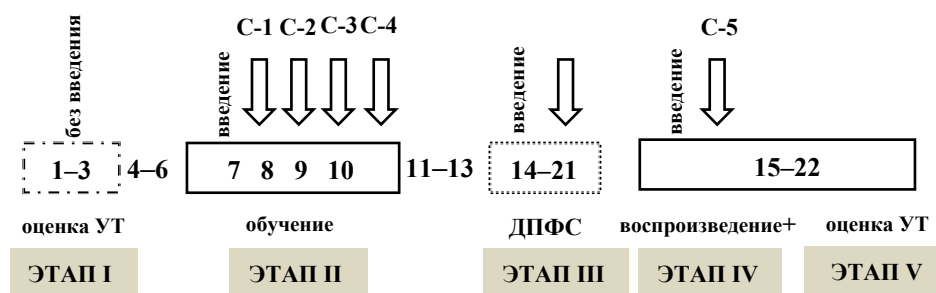 С-1 С-2 С-3 С-4 С-5
без введения
введение
введение
введение
1–3 4–6 7 8 9 10 11–13 14–21 15–22
оценка УТ обучение ДПФС воспроизведение+ оценка УТ
ЭТАП I ЭТАП II ЭТАП III ЭТАП IV ЭТАП V